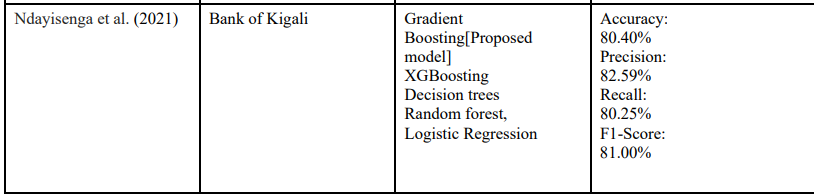 Ndayisenga et al. (2021)
Bank of Kigali
Gradient
Boosting[Proposed
model]
XGBoosting
Decision trees
Random forest,
Logistic Regression
Accuracy:
80.40%
Precision:
82.59%
Recall:
80.25%
F1-Score:
81.00%